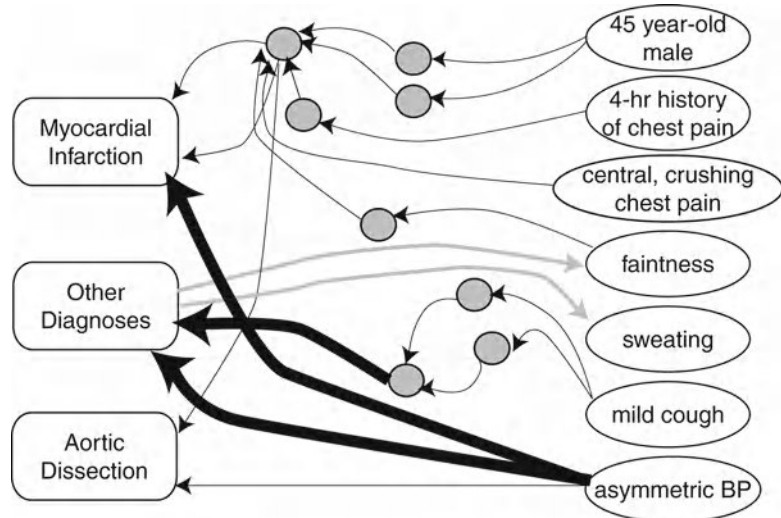 45 year-old
male
4-hr history
of chest pain
Myocardial
Infarction
central, crushing
chest pain
faintness
Other
Diagnoses
sweating
mild cough
Aortic
Dissection
asymmetric BP